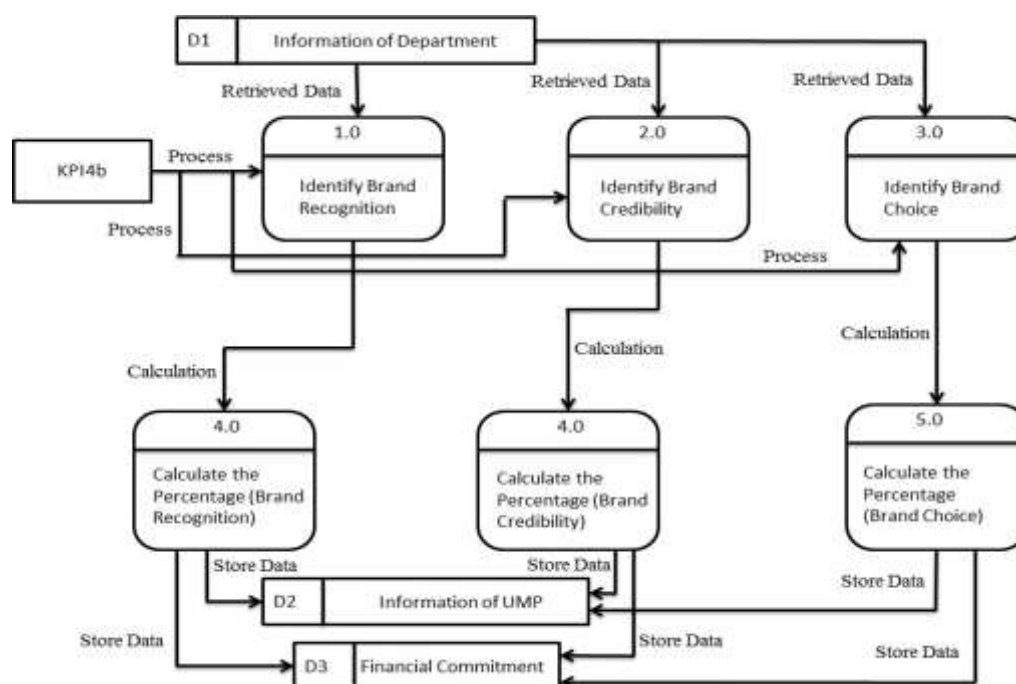 D1 Information of Department
Retrieved Data
Retrieved Data
Retrieved Data
1.0
2.0
3.0
KPI4b
Process
Identify Brand
Recognition
Identify Brand
Credibility
Identify Brand
Choice
Process
Process
Calculation
Calculation
Calculation
4.0
4.0
5.0
Calculate the
Percentage (Brand
Recognition)
Calculate the
Percentage (Brand
Credibility)
Calculate the
Percentage
(Brand Choice)
Store Data
Store Data
Store Data
D2 Information of UMP
Store Data
Store Data
Store Data
D3 Financial Commitment